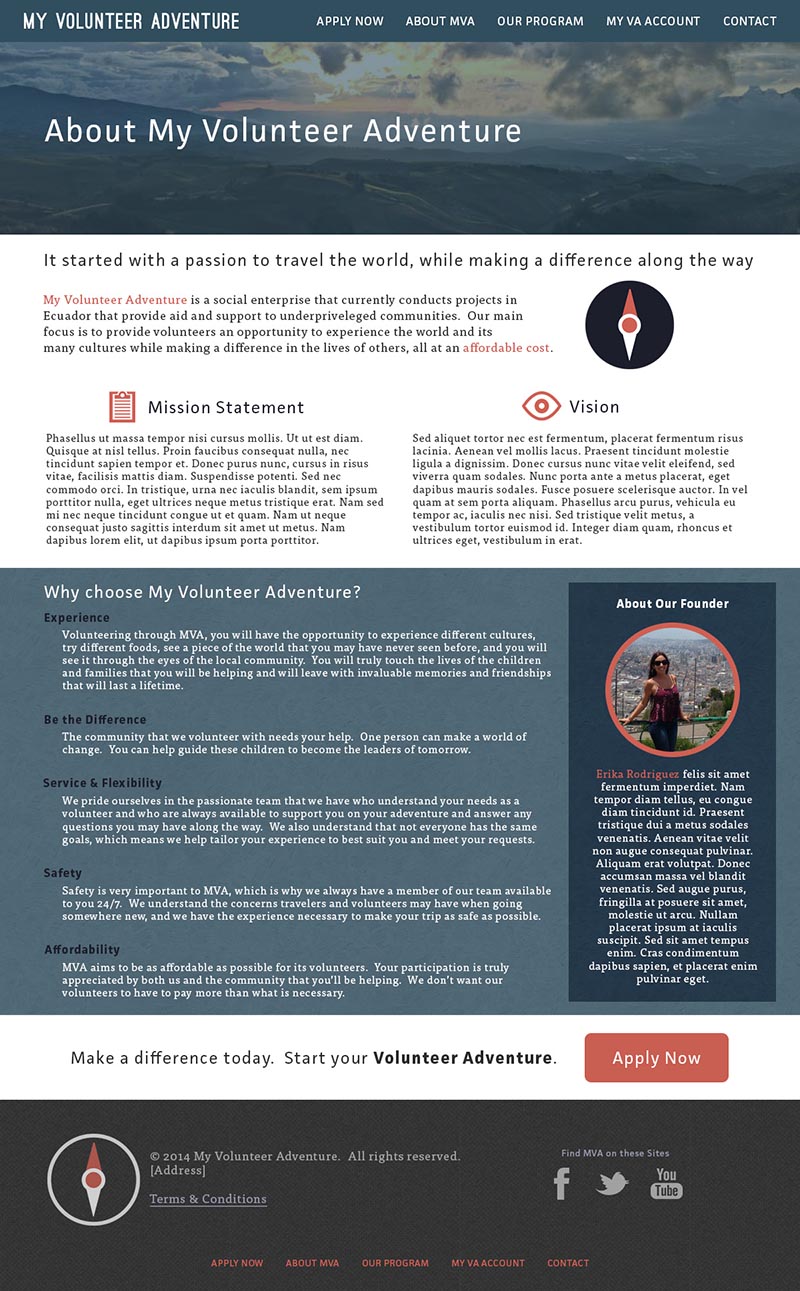 MY VOLUNTEER ADVENTURE
APPLY NOW ABOUT MVA OUR PROGRAM MY VA ACCOUNT CONTACT
About My Volunteer Adventure
It started with a passion to travel the world, while making a difference along the way
My Volunteer Adventure is a social enterprise that currently conducts projects in
Ecuador that provide aid and support to underpriveleged communities. Our main
focus is to provide volunteers an opportunity to experience the world and its
many cultures while making a difference in the lives of others, all at an affordable cost.
Mission Statement
Phasellus ut massa tempor nisi cursus mollis. Ut ut est diam.
Quisque at nisl tellus. Proin faucibus consequat nulla, nec
tincidunt sapien tempor et. Donec purus nunc, cursus in risus
vitae, facilisis mattis diam. Suspendisse potenti. Sed nec
commodo orci. In tristique, urna nec iaculis blandit, sem ipsum
porttitor nulla, eget ultrices neque metus tristique erat. Nam sed
mi nec neque tincidunt congue ut et quam. Nam ut neque
consequat justo sagittis interdum sit amet ut metus. Nam
dapibus lorem elit, ut dapibus ipsum porta porttitor.
Vision
Sed aliquet tortor nec est fermentum, placerat fermentum risus
lacinia. Aenean vel mollis lacus. Praesent tincidunt molestie
ligula a dignissim. Donec cursus nunc vitae velit eleifend, sed
viverra quam sodales. Nunc porta ante a metus placerat, eget
dapibus mauris sodales. Fusce posuere scelerisque auctor. In vel
quam at sem porta aliquam. Phasellus arcu purus, vehicula eu
tempor ac, iaculis nec nisi. Sed tristique velit metus, a
vestibulum tortor euismod id. Integer diam quam, rhoncus et
ultrices eget, vestibulum in erat.
Why choose My Volunteer Adventure?
Experience
Volunteering through MVA, you will have the opportunity to experience different cultures,
try different foods, see a piece of the world that you may have never seen before, and you will
see it through the eyes of the local community. You will truly touch the lives of the children
and families that you will be helping and will leave with invaluable memories and friendships
that will last a lifetime.
Be the Difference
The community that we volunteer with needs your help. One person can make a world of
change. You can help guide these children to become the leaders of tomorrow.
Service & Flexibility
We pride ourselves in the passionate team that we have who understand your needs as a
volunteer and who are always available to support you on your adeventure and answer any
questions you may have along the way. We also understand that not everyone has the same
goals, which means we help tailor your experience to best suit you and meet your requests.
Safety
Safety is very important to MVA, which is why we always have a member of our team available
to you 24/7. We understand the concerns travelers and volunteers may have when going
somewhere new, and we have the experience necessary to make your trip as safe as possible.
Affordability
MVA aims to be as affordable as possible for its volunteers. Your participation is truly
appreciated by both us and the community that you'll be helping. We don't want our
volunteers to have to pay more than what is necessary.
About Our Founder
Erika Rodriguez felis sit amet
fermentum imperdiet. Nam
tempor diam tellus, eu congue
diam tincidunt id. Praesent
tristique dui a metus sodales
venenatis. Aenean vitae velit
non augue consequat pulvinar.
Aliquam erat volutpat. Donec
accumsan massa vel blandit
venenatis. Sed augue purus,
fringilla at posuere sit amet,
molestie ut arcu. Nullam
placerat ipsum at iaculis
suscipit. Sed sit amet tempus
enim. Cras condimentum
dapibus sapien, et placerat enim
pulvinar eget.
Make a difference today. Start your Volunteer Adventure.
Apply Now
© 2014 My Volunteer Adventure. All rights reserved.
[Address]
Terms & Conditions
Find MVA on these Sites
f
You
Tube
APPLY NOW ABOUT MVA OUR PROGRAM MY VA ACCOUNT CONTACT